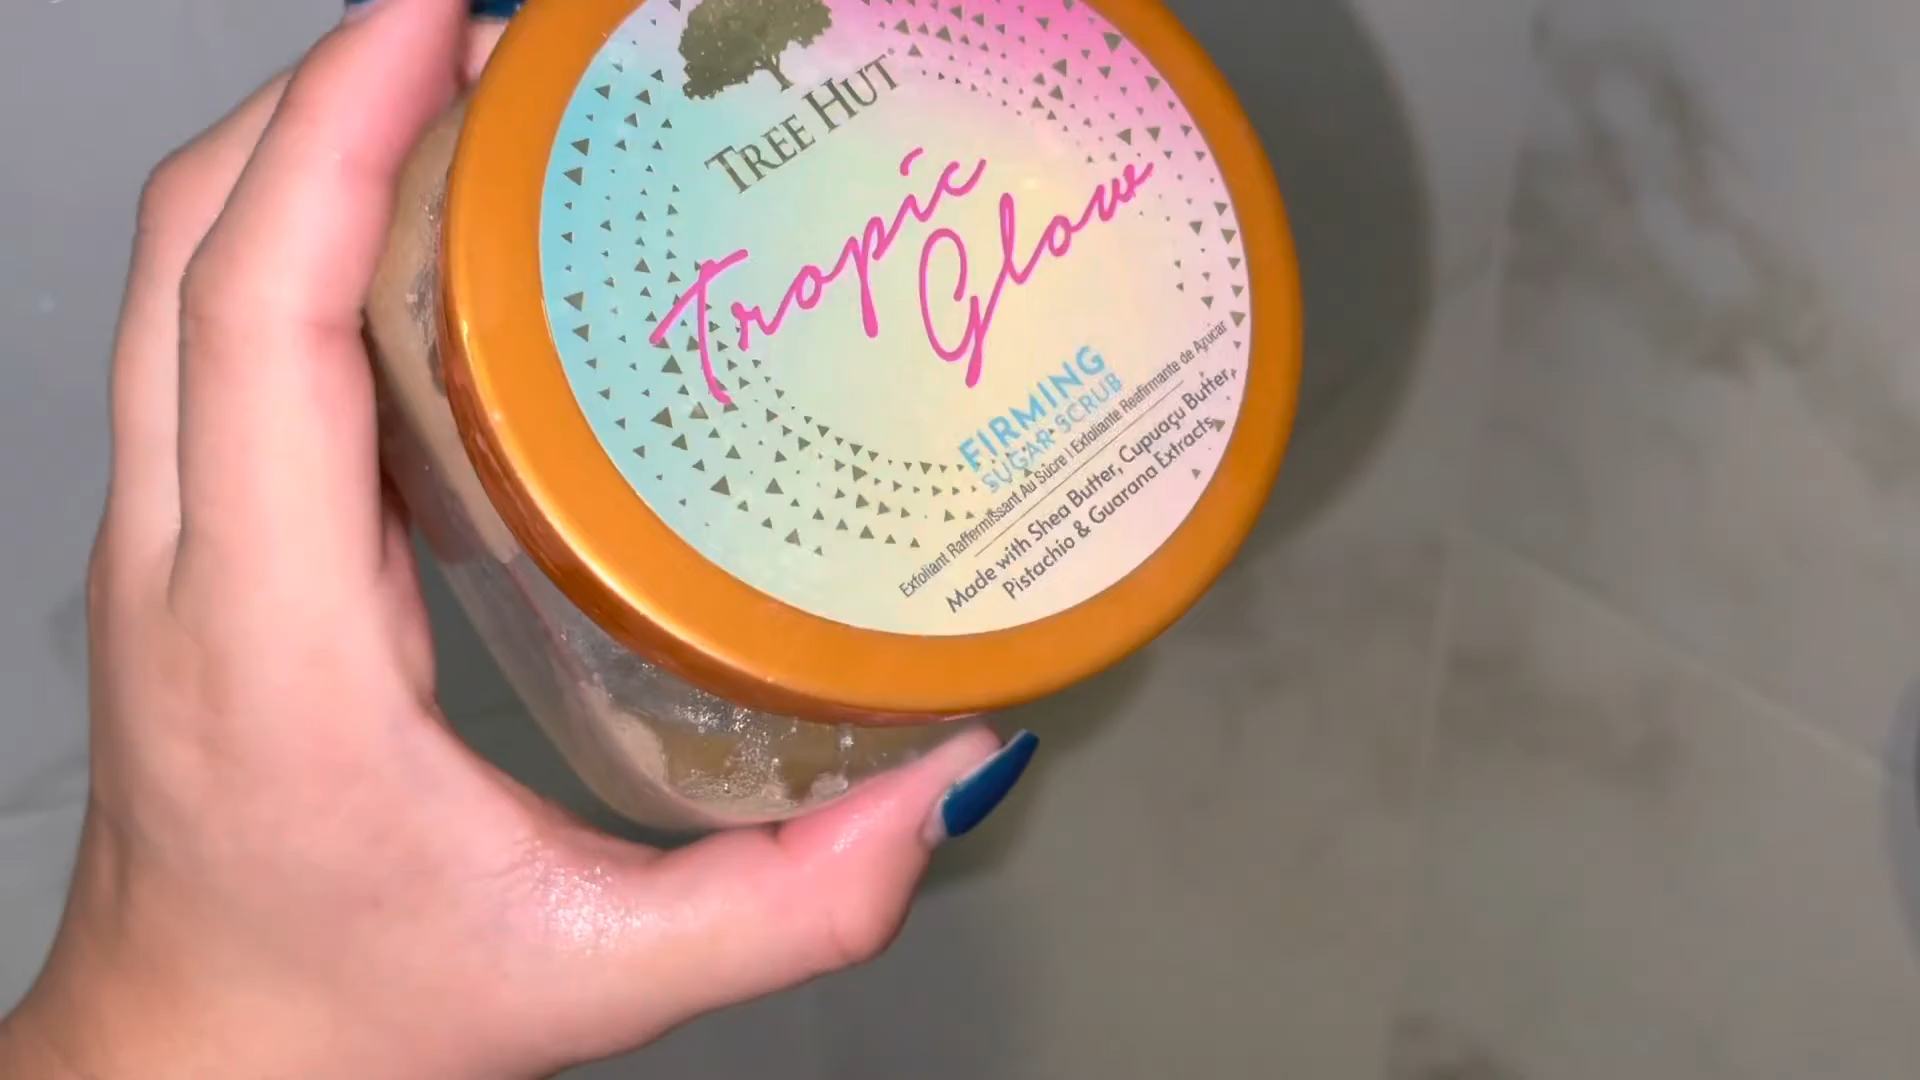 TREE HUT
Tropic
Glow
FIRMING
SUGAR SCRUB
Exfoliant Raffermissant Au Sucre | Exfoliante Reafirmante de Azúcar
Made with Shea Butter, Cupuaçu Butter,
Pistachio & Guarana Extracts